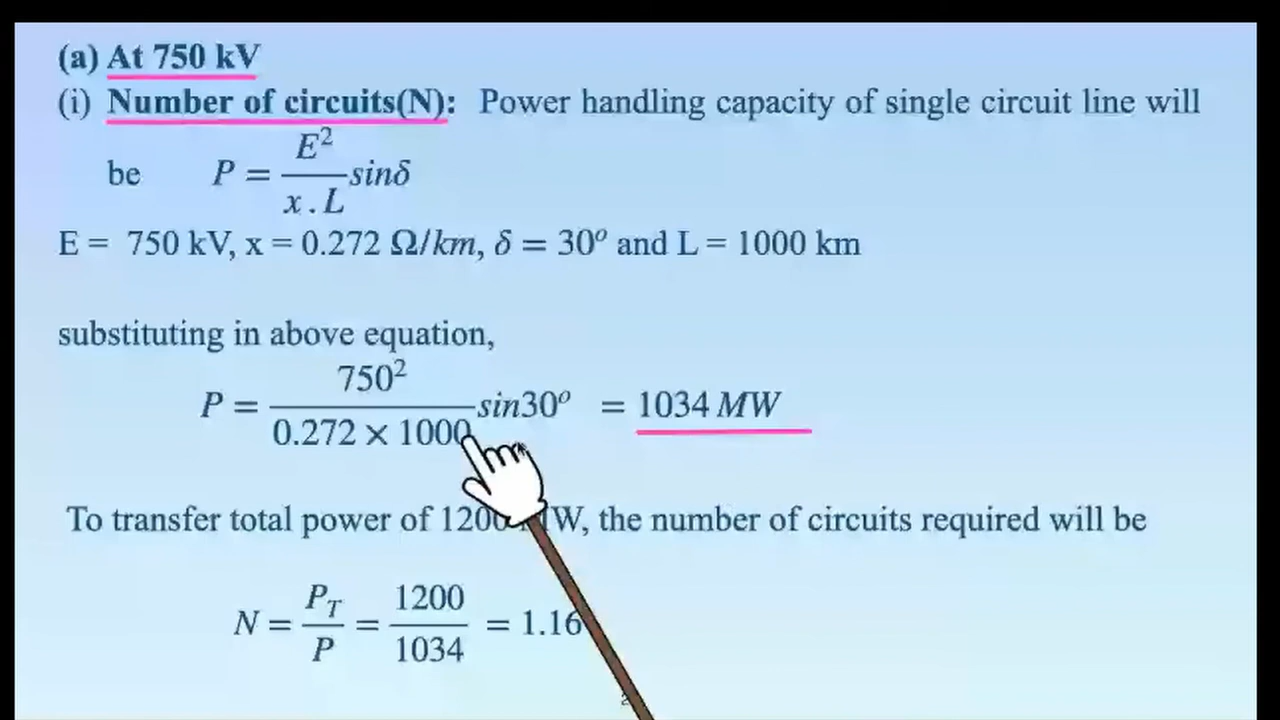 (a) At 750 kV
(i) Number of circuits(N): Power handling capacity of single circuit line will
be P = E² / x . L sinδ
E = 750 kV, x = 0.272 Ω/km, δ = 30° and L = 1000 km
substituting in above equation,
P = 750² / 0.272 × 1000 sin30° = 1034 MW
To transfer total power of 1200 MW, the number of circuits required will be
N = P_T / P = 1200 / 1034 = 1.16